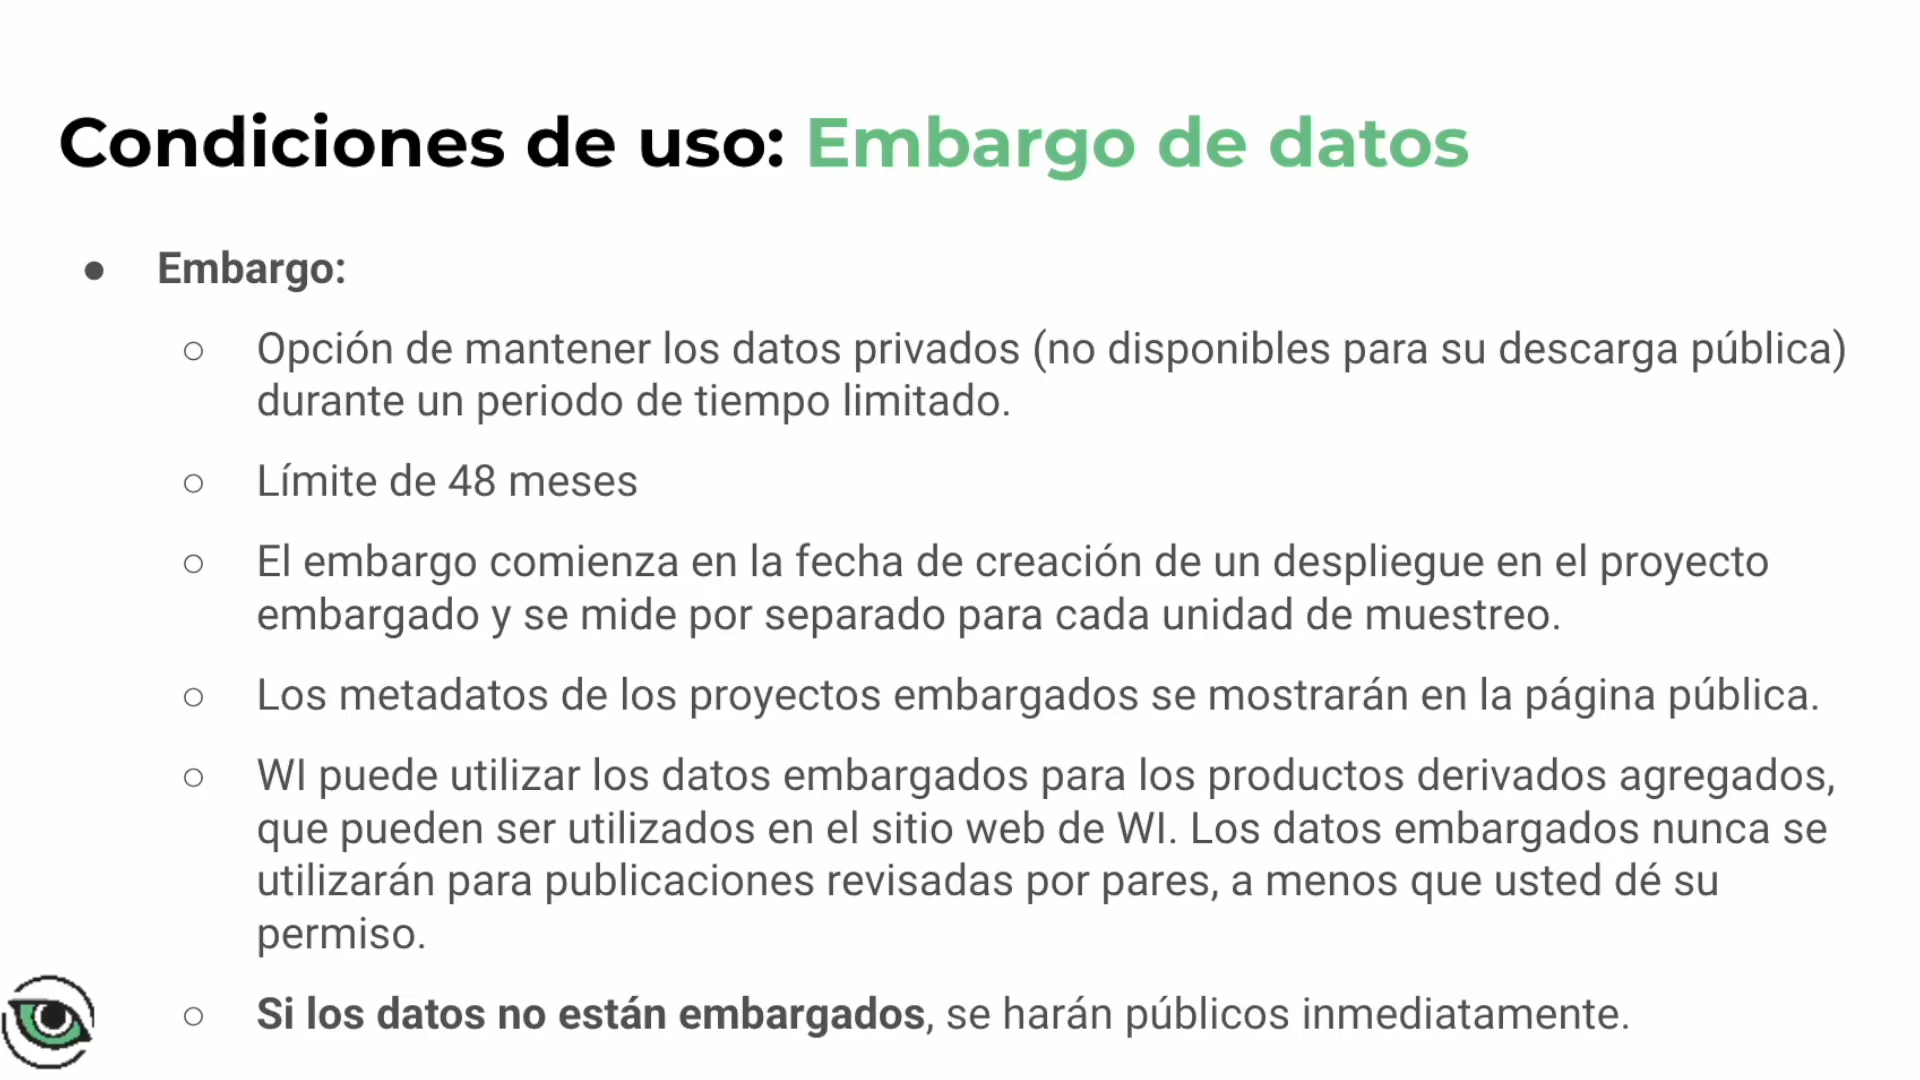 Condiciones de uso: Embargo de datos
● Embargo:
○ Opción de mantener los datos privados (no disponibles para su descarga pública)
durante un periodo de tiempo limitado.
○ Límite de 48 meses
○ El embargo comienza en la fecha de creación de un despliegue en el proyecto
embargado y se mide por separado para cada unidad de muestreo.
○ Los metadatos de los proyectos embargados se mostrarán en la página pública.
○ WI puede utilizar los datos embargados para los productos derivados agregados,
que pueden ser utilizados en el sitio web de WI. Los datos embargados nunca se
utilizarán para publicaciones revisadas por pares, a menos que usted dé su
permiso.
○ Si los datos no están embargados, se harán públicos inmediatamente.